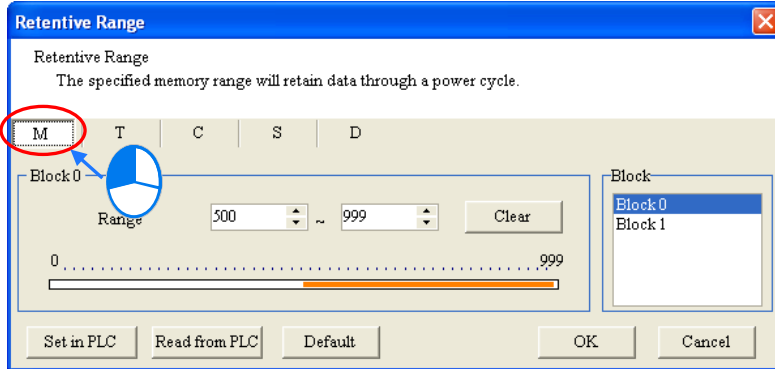 Retentive Range
Retentive Range
The specified memory range will retain data through a power cycle.
M T C S D
Block 0
Range 500 ~ 999 Clear
0 999
Block
Block 0
Block 1
Set in PLC Read from PLC Default OK Cancel